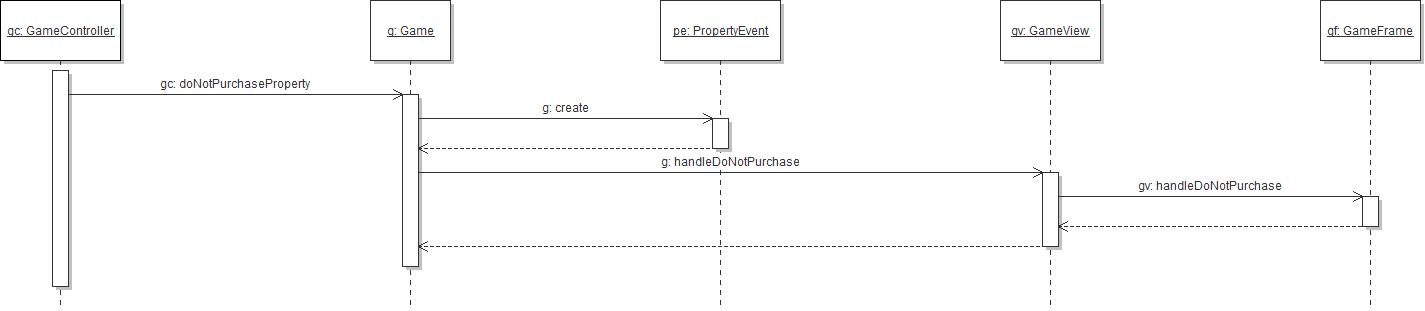 gc: GameController
g: Game
pe: PropertyEvent
gv: GameView
gf: GameFrame
gc: doNotPurchaseProperty
g: create
g: handleDoNotPurchase
gv: handleDoNotPurchase